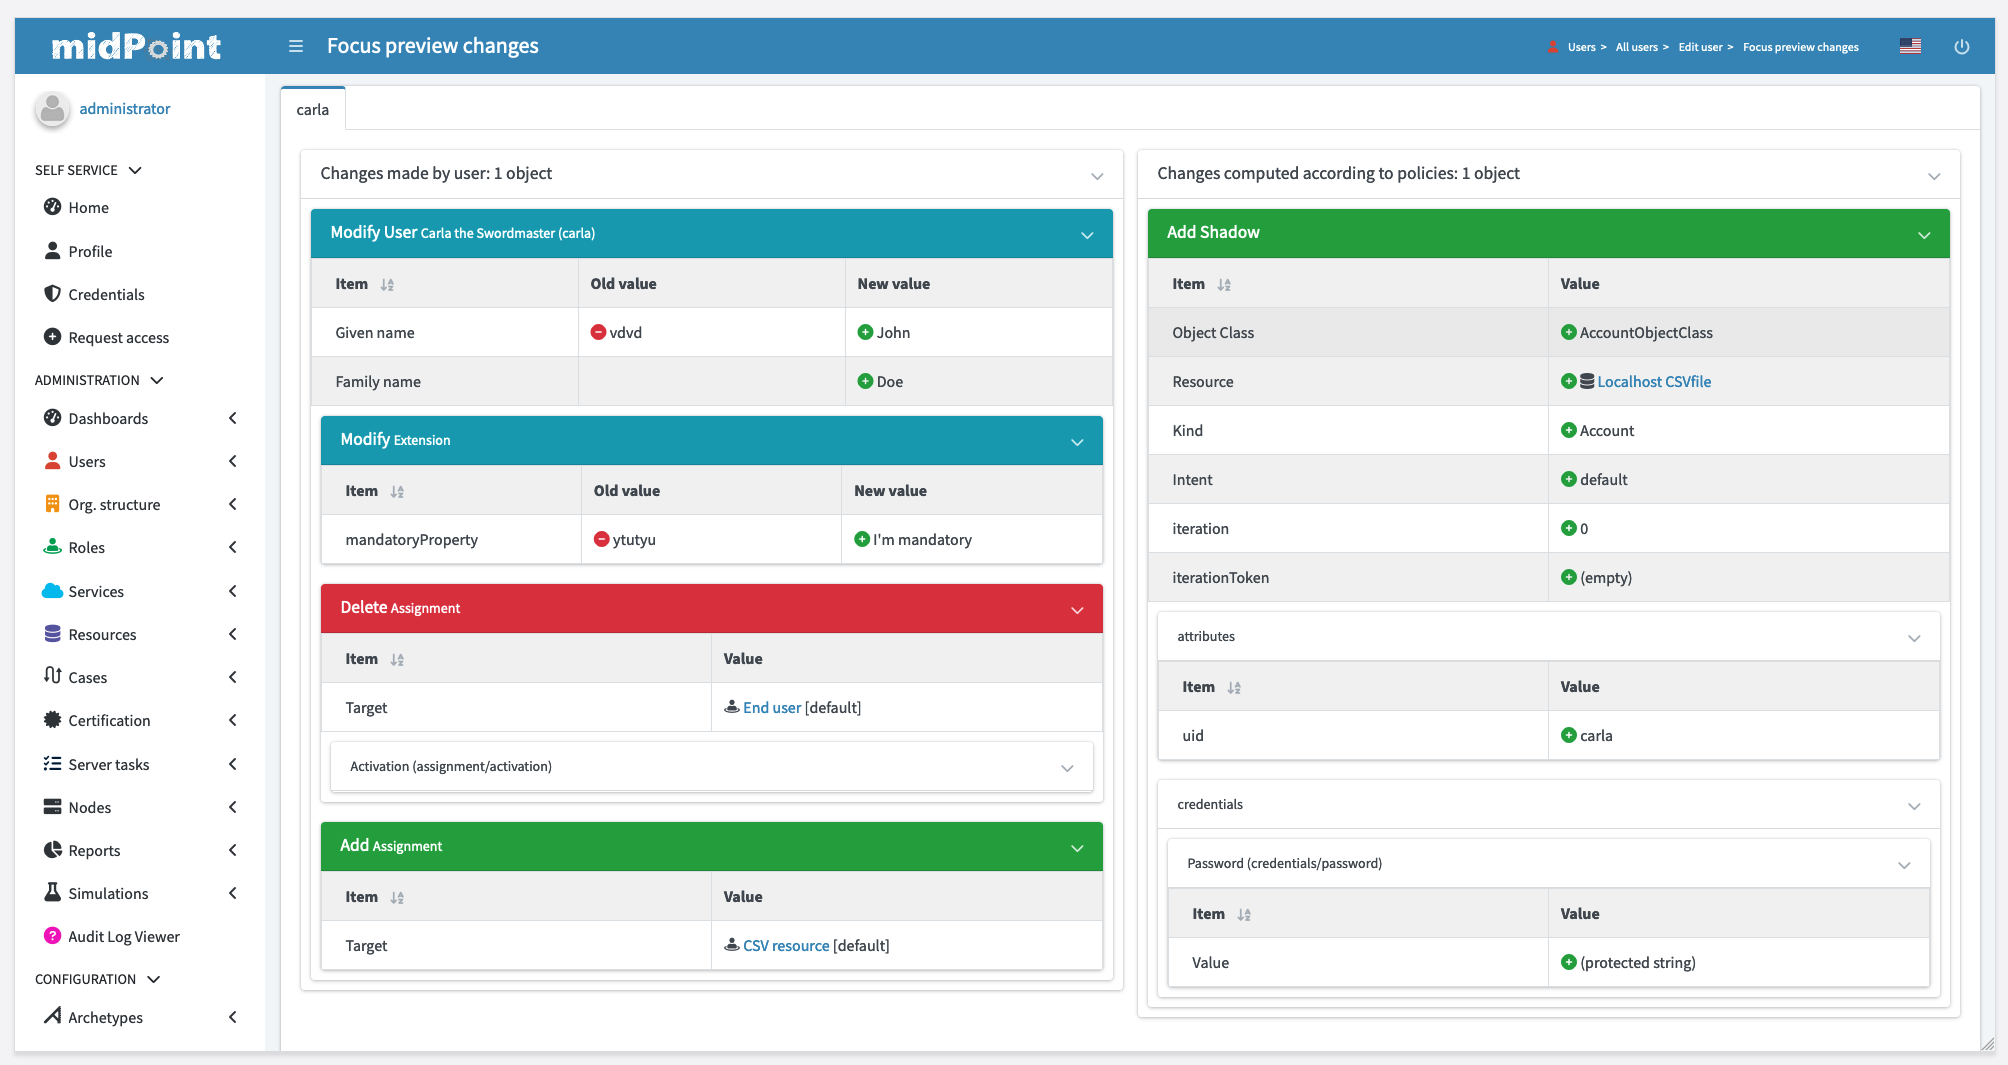 midPoint
Focus preview changes
Users > All users > Edit user > Focus preview changes
administrator
SELF SERVICE
Home
Profile
Credentials
Request access
ADMINISTRATION
Dashboards
Users
Org. structure
Roles
Services
Resources
Cases
Certification
Server tasks
Nodes
Reports
Simulations
Audit Log Viewer
CONFIGURATION
Archetypes
carla
Changes made by user: 1 object
Modify User Carla the Swordmaster (carla)
Item Old value New value
Given name vdvd John
Family name Doe
Modify Extension
Item Old value New value
mandatoryProperty ytutyu I'm mandatory
Delete Assignment
Item Value
Target End user [default]
Activation (assignment/activation)
Add Assignment
Item Value
Target CSV resource [default]
Changes computed according to policies: 1 object
Add Shadow
Item Value
Object Class AccountObjectClass
Resource Localhost CSVfile
Kind Account
Intent default
iteration 0
iterationToken (empty)
attributes
Item Value
uid carla
credentials
Password (credentials/password)
Item Value
Value (protected string)